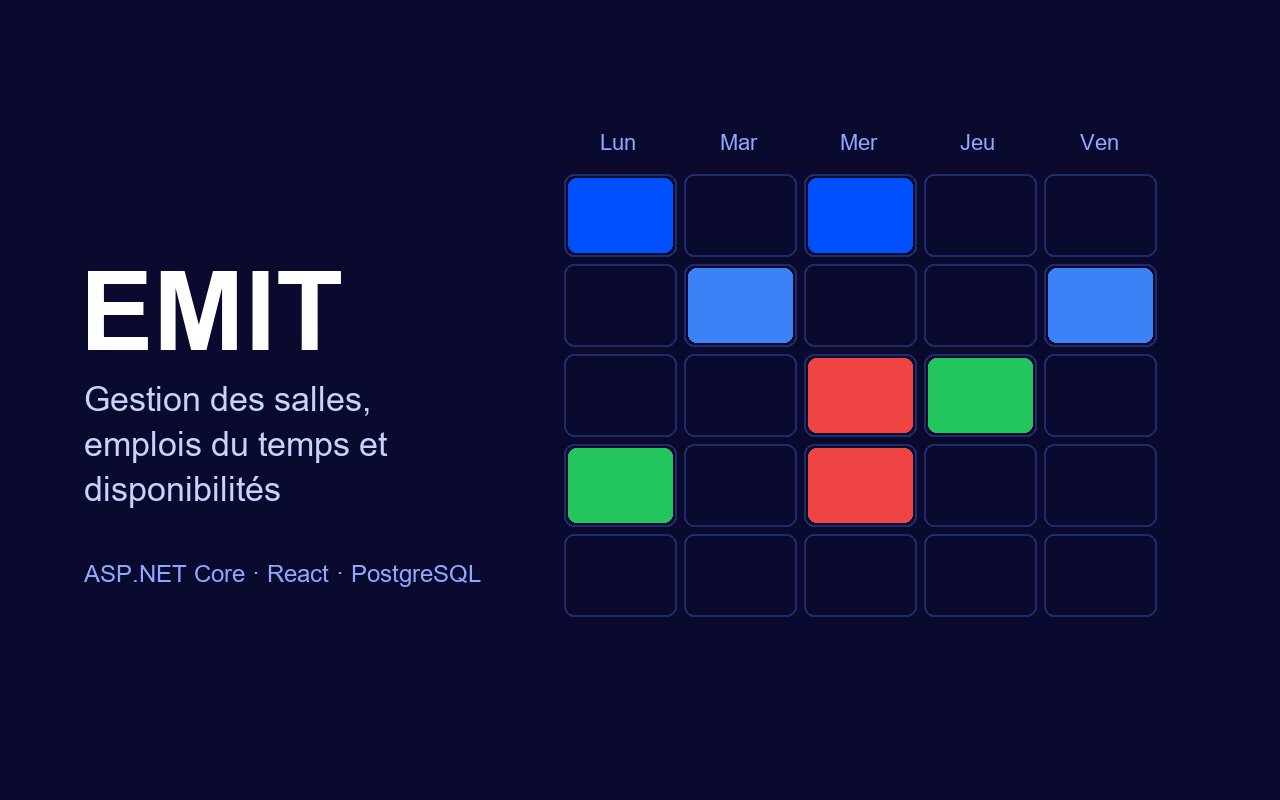 EMIT
Gestion des salles,
emplois du temps et
disponibilités
ASP.NET Core · React · PostgreSQL
Lun Mar Mer Jeu Ven